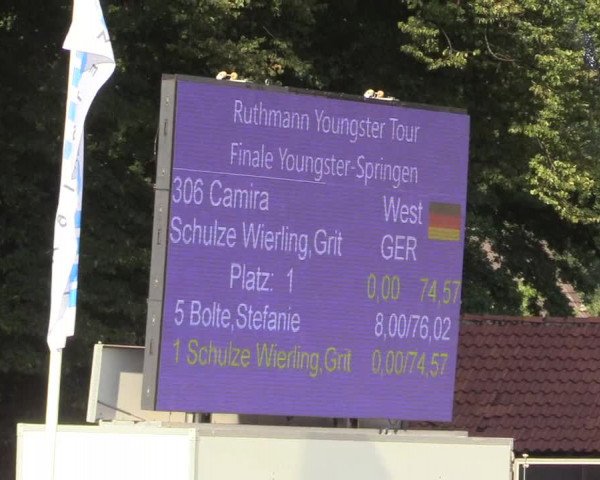 Ruthmann Youngster Tour
Finale Youngster-Springen
306 Camira West
Schulze Wierling,Grit GER
Platz: 1 0,00 74,57
5 Bolte,Stefanie 8,00/76,02
1 Schulze Wierling,Grit 0,00/74,57